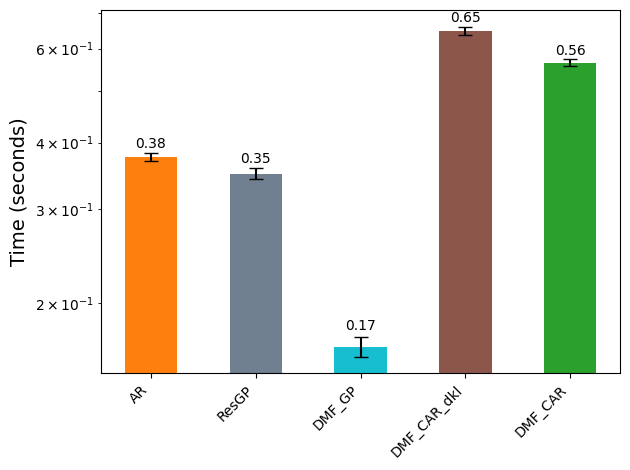 Time (seconds)
6 × 10⁻¹
4 × 10⁻¹
3 × 10⁻¹
2 × 10⁻¹
0.38
0.35
0.17
0.65
0.56
AR
ResGP
DMF_GP
DMF_CAR_dkl
DMF_CAR